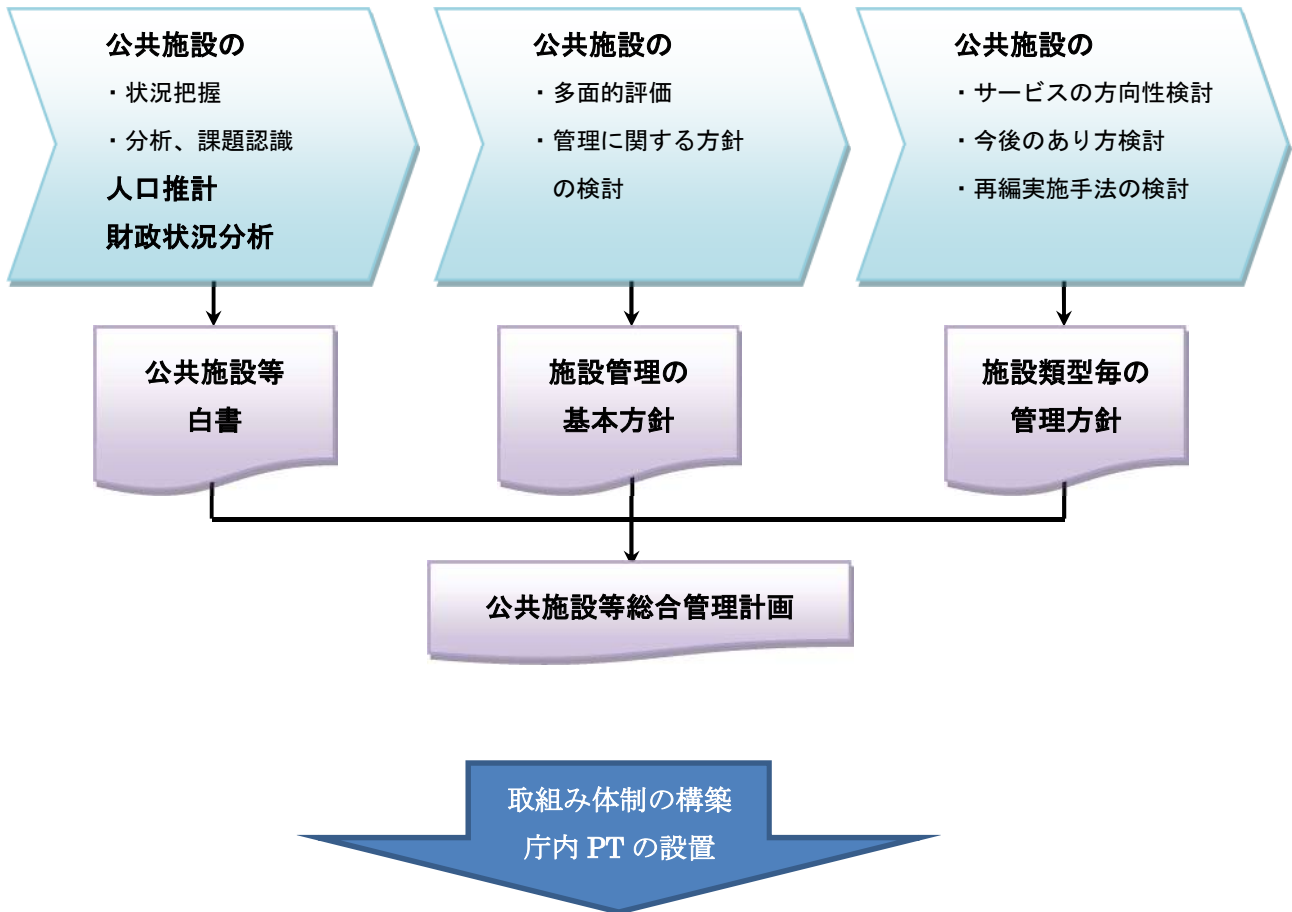 公共施設の
・状況把握
・分析、課題認識
人口推計
財政状況分析
公共施設の
・多面的評価
・管理に関する方針
の検討
公共施設の
・サービスの方向性検討
・今後のあり方検討
・再編実施手法の検討
公共施設等
白書
施設管理の
基本方針
施設類型毎の
管理方針
公共施設等総合管理計画
取組み体制の構築
庁内 PT の設置